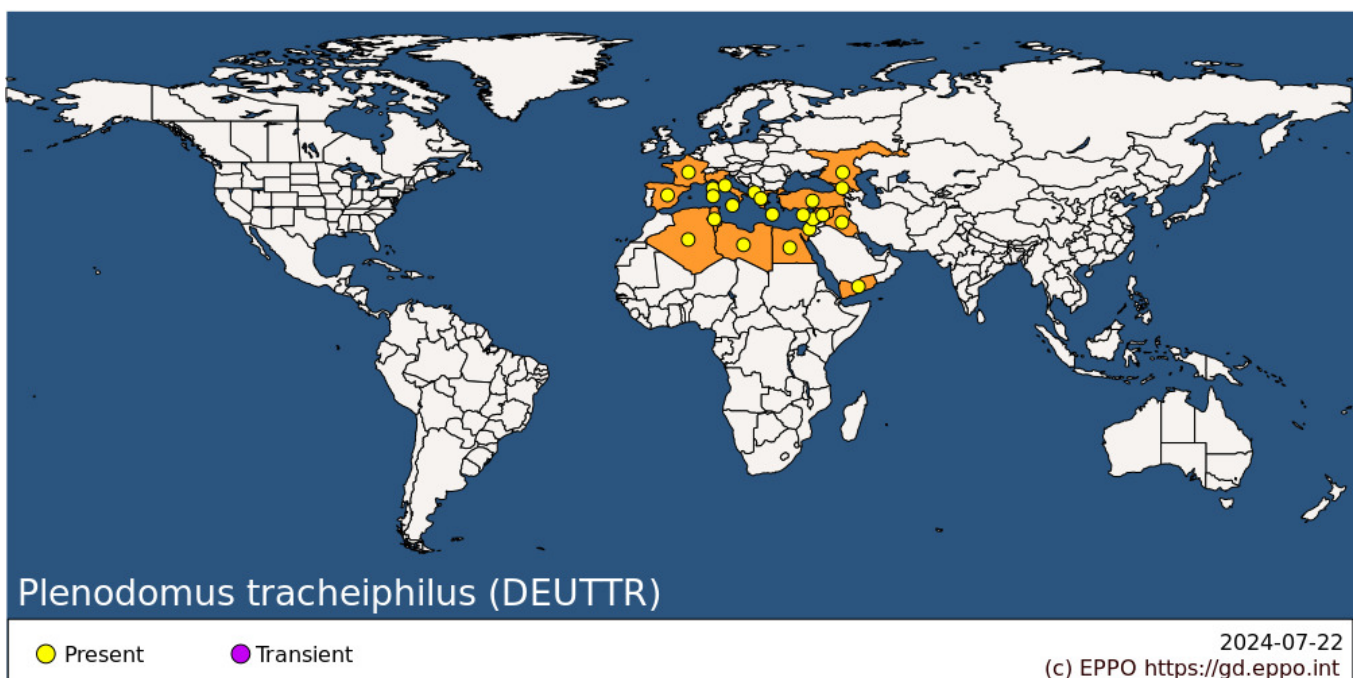 Plenodomus tracheiphilus (DEUTTR)
Present
Transient
2024-07-22
(c) EPPO https://gd.eppo.int